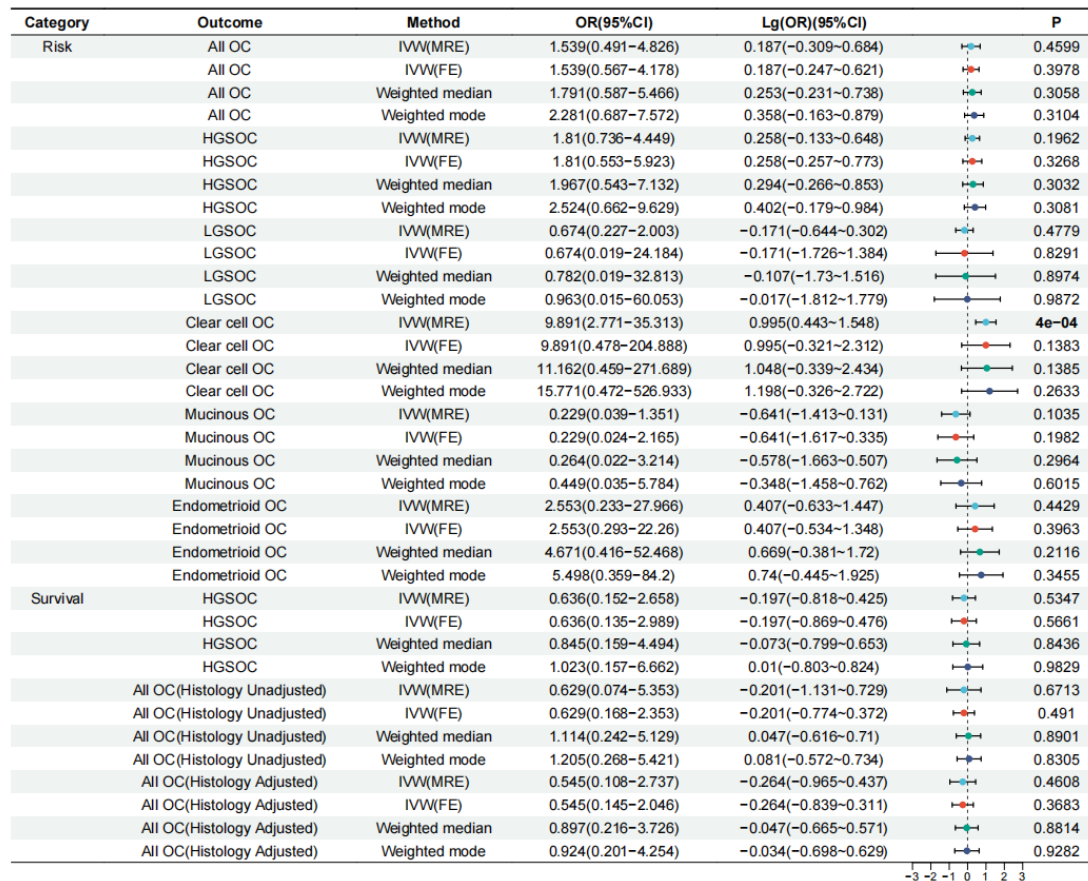 Category Outcome Method OR(95%CI) Lg(OR)(95%CI) P
Risk All OC IVW(MRE) 1.539(0.491−4.826) 0.187(−0.309~0.684) 0.4599
All OC IVW(FE) 1.539(0.567−4.178) 0.187(−0.247~0.621) 0.3978
All OC Weighted median 1.791(0.587−5.466) 0.253(−0.231~0.738) 0.3058
All OC Weighted mode 2.281(0.687−7.572) 0.358(−0.163~0.879) 0.3104
HGSOC IVW(MRE) 1.81(0.736−4.449) 0.258(−0.133~0.648) 0.1962
HGSOC IVW(FE) 1.81(0.553−5.923) 0.258(−0.257~0.773) 0.3268
HGSOC Weighted median 1.967(0.543−7.132) 0.294(−0.266~0.853) 0.3032
HGSOC Weighted mode 2.524(0.662−9.629) 0.402(−0.179~0.984) 0.3081
LGSOC IVW(MRE) 0.674(0.227−2.003) −0.171(−0.644~0.302) 0.4779
LGSOC IVW(FE) 0.674(0.019−24.184) −0.171(−1.726~1.384) 0.8291
LGSOC Weighted median 0.782(0.019−32.813) −0.107(−1.73~1.516) 0.8974
LGSOC Weighted mode 0.963(0.015−60.053) −0.017(−1.812~1.779) 0.9872
Clear cell OC IVW(MRE) 9.891(2.771−35.313) 0.995(0.443~1.548) 4e−04
Clear cell OC IVW(FE) 9.891(0.478−204.888) 0.995(−0.321~2.312) 0.1383
Clear cell OC Weighted median 11.162(0.459−271.689) 1.048(−0.339~2.434) 0.1385
Clear cell OC Weighted mode 15.771(0.472−526.933) 1.198(−0.326~2.722) 0.2633
Mucinous OC IVW(MRE) 0.229(0.039−1.351) −0.641(−1.413~0.131) 0.1035
Mucinous OC IVW(FE) 0.229(0.024−2.165) −0.641(−1.617~0.335) 0.1982
Mucinous OC Weighted median 0.264(0.022−3.214) −0.578(−1.663~0.507) 0.2964
Mucinous OC Weighted mode 0.449(0.035−5.784) −0.348(−1.458~0.762) 0.6015
Endometrioid OC IVW(MRE) 2.553(0.233−27.966) 0.407(−0.633~1.447) 0.4429
Endometrioid OC IVW(FE) 2.553(0.293−22.26) 0.407(−0.534~1.348) 0.3963
Endometrioid OC Weighted median 4.671(0.416−52.468) 0.669(−0.381~1.72) 0.2116
Endometrioid OC Weighted mode 5.498(0.359−84.2) 0.74(−0.445~1.925) 0.3455
Survival HGSOC IVW(MRE) 0.636(0.152−2.658) −0.197(−0.818~0.425) 0.5347
HGSOC IVW(FE) 0.636(0.135−2.989) −0.197(−0.869~0.476) 0.5661
HGSOC Weighted median 0.845(0.159−4.494) −0.073(−0.799~0.653) 0.8436
HGSOC Weighted mode 1.023(0.157−6.662) 0.01(−0.803~0.824) 0.9829
All OC(Histology Unadjusted) IVW(MRE) 0.629(0.074−5.353) −0.201(−1.131~0.729) 0.6713
All OC(Histology Unadjusted) IVW(FE) 0.629(0.168−2.353) −0.201(−0.774~0.372) 0.491
All OC(Histology Unadjusted) Weighted median 1.114(0.242−5.129) 0.047(−0.616~0.71) 0.8901
All OC(Histology Unadjusted) Weighted mode 1.205(0.268−5.421) 0.081(−0.572~0.734) 0.8305
All OC(Histology Adjusted) IVW(MRE) 0.545(0.108−2.737) −0.264(−0.965~0.437) 0.4608
All OC(Histology Adjusted) IVW(FE) 0.545(0.145−2.046) −0.264(−0.839~0.311) 0.3683
All OC(Histology Adjusted) Weighted median 0.897(0.216−3.726) −0.047(−0.665~0.571) 0.8814
All OC(Histology Adjusted) Weighted mode 0.924(0.201−4.254) −0.034(−0.698~0.629) 0.9282
−3 −2 −1 0 1 2 3